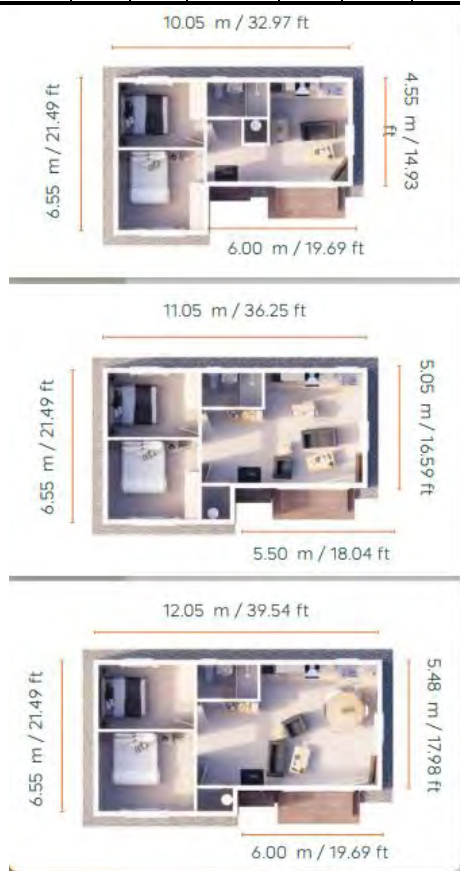 10.05 m / 32.97 ft
6.55 m / 21.49 ft
4.55 m / 14.93
ft
6.00 m / 19.69 ft
11.05 m / 36.25 ft
6.55 m / 21.49 ft
5.05 m / 16.59 ft
5.50 m / 18.04 ft
12.05 m / 39.54 ft
6.55 m / 21.49 ft
5.48 m / 17.98 ft
6.00 m / 19.69 ft